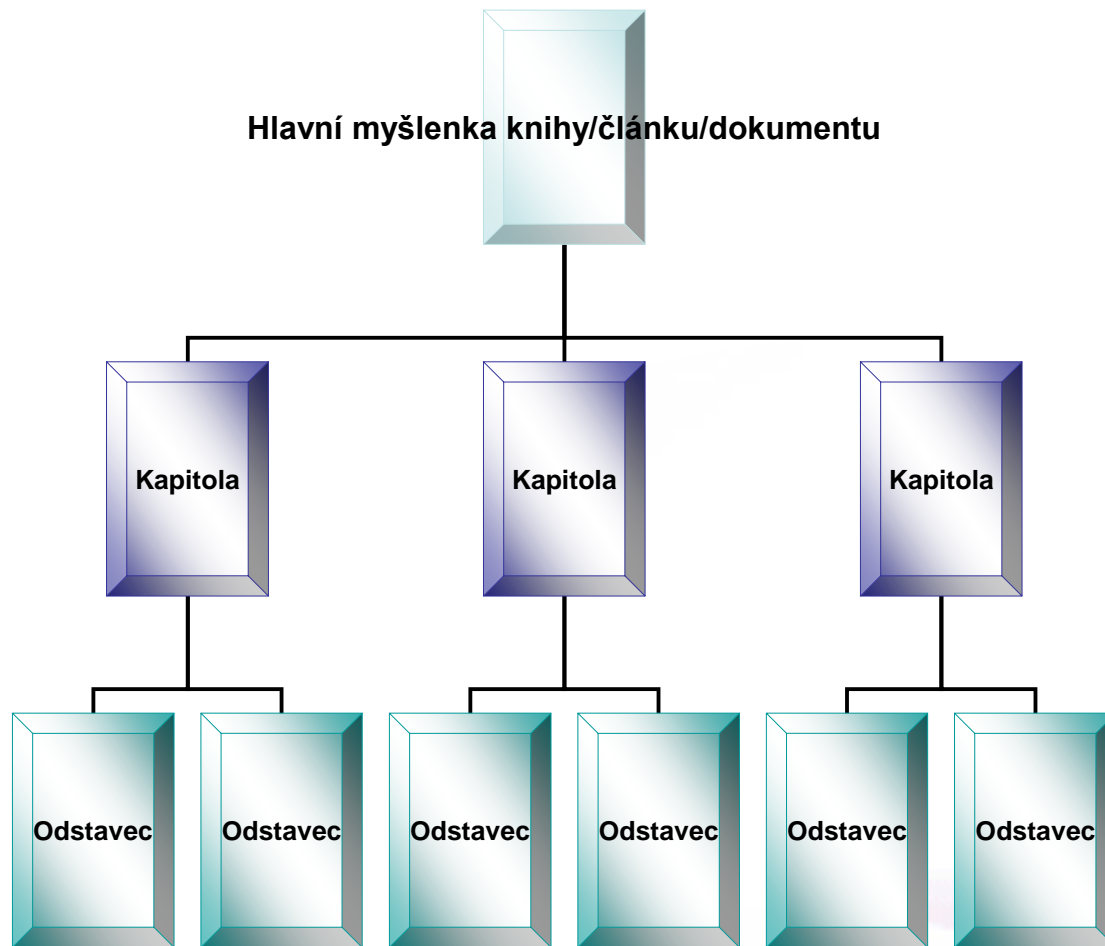 Hlavní myšlenka knihy/článku/dokumentu
Kapitola
Kapitola
Kapitola
Odstavec
Odstavec
Odstavec
Odstavec
Odstavec
Odstavec